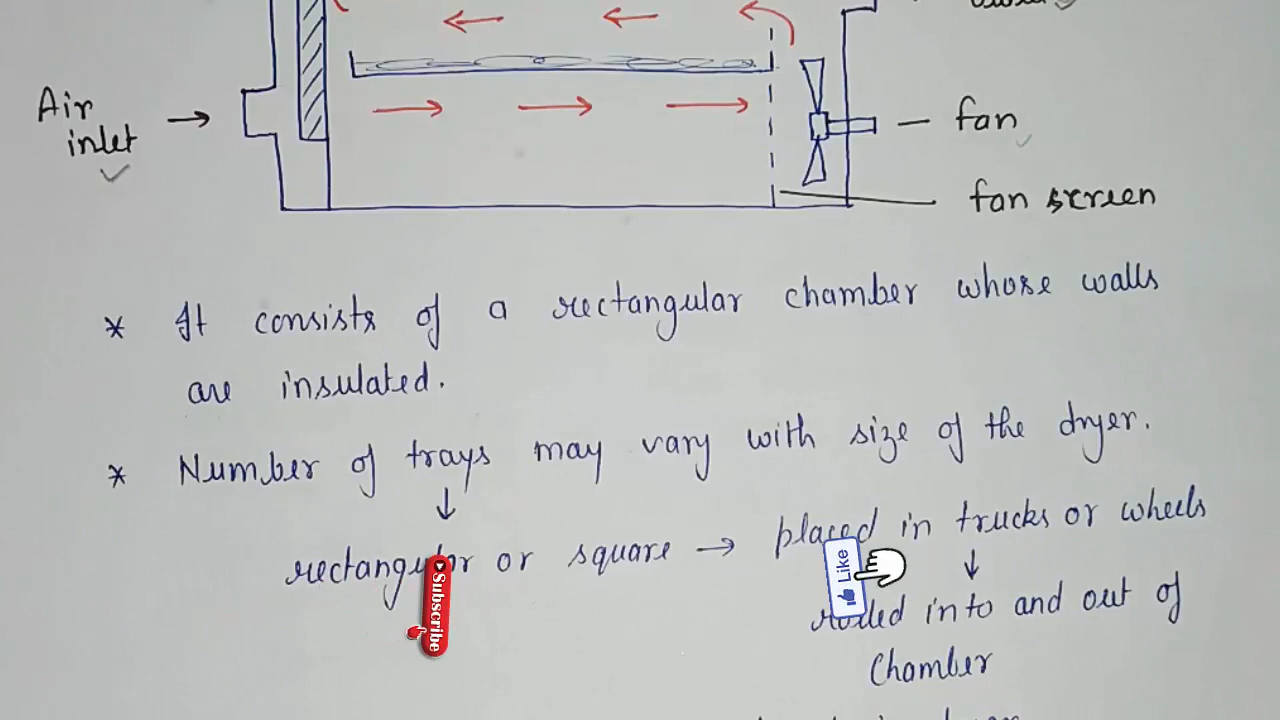 Air
inlet
fan
fan screen
* It consists of a rectangular chamber whose walls
are insulated.
* Number of trays may vary with size of the dryer.
rectangular or square → placed in trucks or wheels
Subscribe
Like
rolled into and out of
chamber